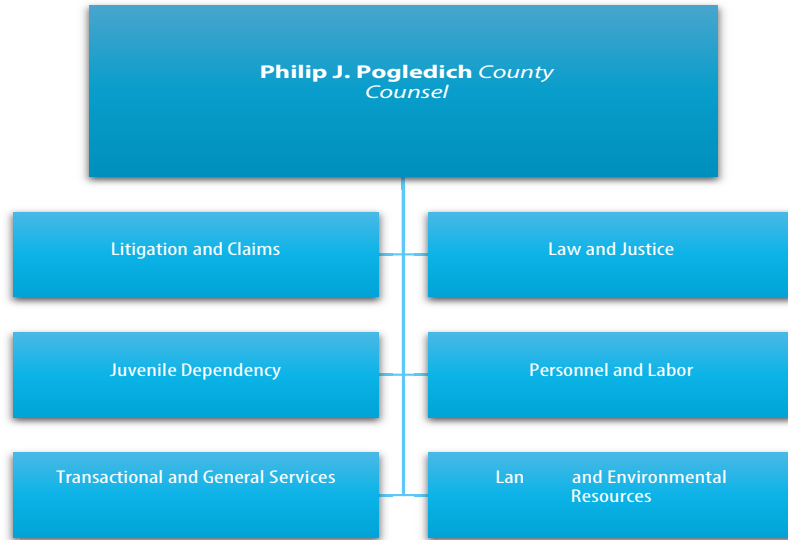 Philip J. Pogledich County
Counsel
Litigation and Claims
Law and Justice
Juvenile Dependency
Personnel and Labor
Transactional and General Services
Lan and Environmental
Resources